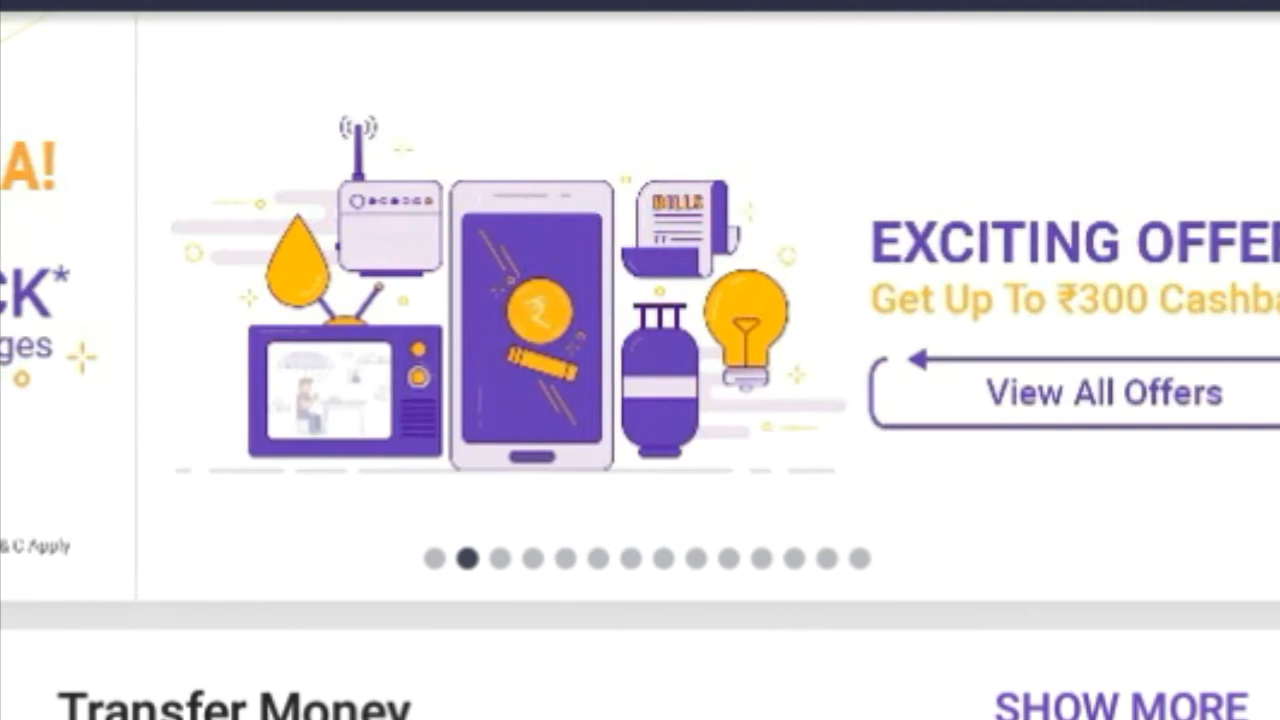 A!
CK*
ges
& C Apply
BILLS
EXCITING OFFE
Get Up To ₹300 Cashba
View All Offers
Transfer Money
SHOW MORE